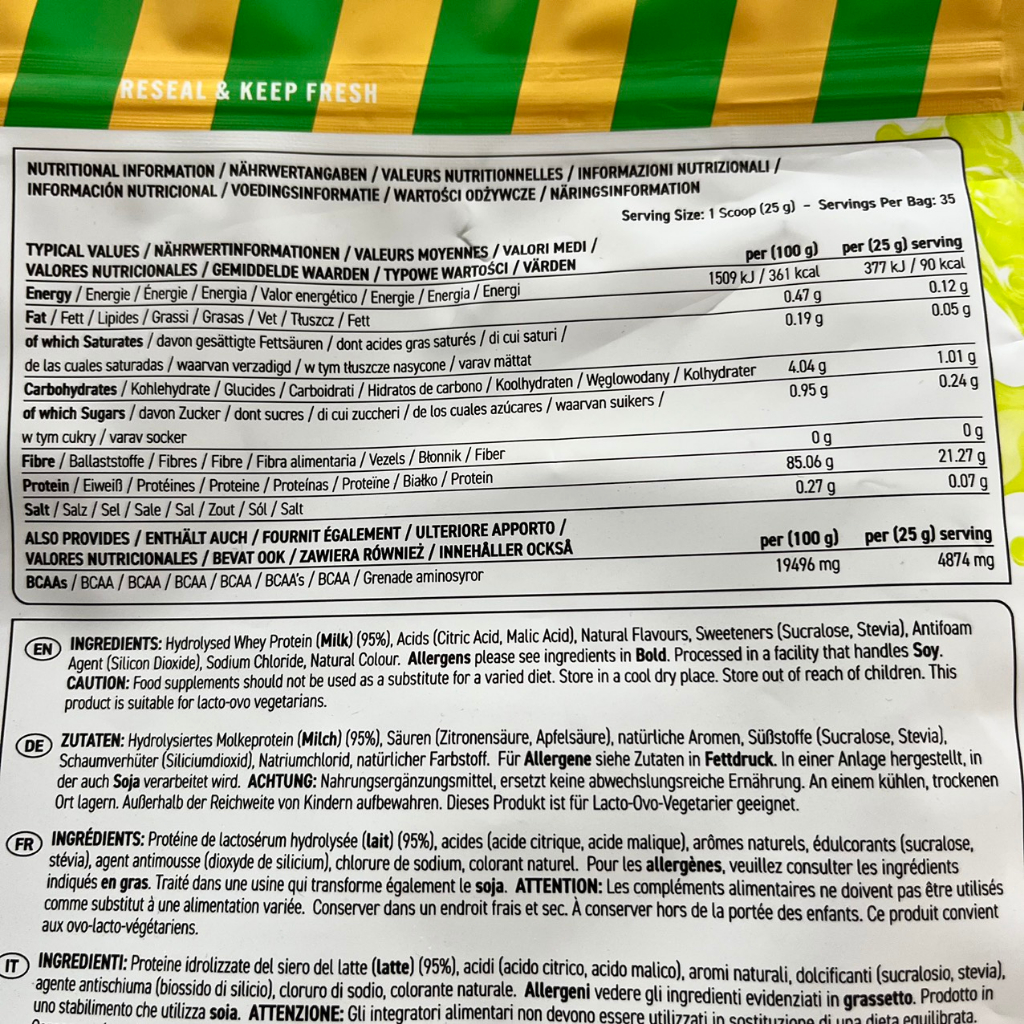 RESEAL & KEEP FRESH
NUTRITIONAL INFORMATION / NÄHRWERTANGABEN / VALEURS NUTRITIONNELLES / INFORMAZIONI NUTRIZIONALI /
INFORMACIÓN NUTRICIONAL / VOEDINGSINFORMATIE / WARTOŚCI ODŻYWCZE / NÄRINGSINFORMATION
Serving Size: 1 Scoop (25 g) - Servings Per Bag: 35
TYPICAL VALUES / NÄHRWERTINFORMATIONEN / VALEURS MOYENNES / VALORI MEDI /
VALORES NUTRICIONALES / GEMIDDELDE WAARDEN / TYPOWE WARTOŚCI / VÄRDEN per (100 g) per (25 g) serving
Energy / Energie / Énergie / Energia / Valor energético / Energie / Energia / Energi 1509 kJ / 361 kcal 377 kJ / 90 kcal
Fat / Fett / Lipides / Grassi / Grasas / Vet / Tłuszcz / Fett 0.47 g 0.12 g
of which Saturates / davon gesättigte Fettsäuren / dont acides gras saturés / di cui saturi / 0.19 g 0.05 g
de las cuales saturadas / waarvan verzadigd / w tym tłuszcze nasycone / varav mättat
Carbohydrates / Kohlehydrate / Glucides / Carboidrati / Hidratos de carbono / Koolhydraten / Węglowodany / Kolhydrater 4.04 g 1.01 g
of which Sugars / davon Zucker / dont sucres / di cui zuccheri / de los cuales azúcares / waarvan suikers / 0.95 g 0.24 g
w tym cukry / varav socker
Fibre / Ballaststoffe / Fibres / Fibre / Fibra alimentaria / Vezels / Błonnik / Fiber 0 g 0 g
Protein / Eiweiß / Protéines / Proteine / Proteínas / Proteïne / Białko / Protein 85.06 g 21.27 g
Salt / Salz / Sel / Sale / Sal / Zout / Sól / Salt 0.27 g 0.07 g
ALSO PROVIDES / ENTHÄLT AUCH / FOURNIT ÉGALEMENT / ULTERIORE APPORTO /
VALORES NUTRICIONALES / BEVAT OOK / ZAWIERA RÓWNIEŻ / INNEHÅLLER OCKSÅ per (100 g) per (25 g) serving
BCAAs / BCAA / BCAA / BCAA / BCAA / BCAA's / BCAA / Grenade aminosyror 19496 mg 4874 mg
EN INGREDIENTS: Hydrolysed Whey Protein (Milk) (95%), Acids (Citric Acid, Malic Acid), Natural Flavours, Sweeteners (Sucralose, Stevia), Antifoam
Agent (Silicon Dioxide), Sodium Chloride, Natural Colour. Allergens please see ingredients in Bold. Processed in a facility that handles Soy.
CAUTION: Food supplements should not be used as a substitute for a varied diet. Store in a cool dry place. Store out of reach of children. This
product is suitable for lacto-ovo vegetarians.
DE ZUTATEN: Hydrolysiertes Molkeprotein (Milch) (95%), Säuren (Zitronensäure, Apfelsäure), natürliche Aromen, Süßstoffe (Sucralose, Stevia),
Schaumverhüter (Siliciumdioxid), Natriumchlorid, natürlicher Farbstoff. Für Allergene siehe Zutaten in Fettdruck. In einer Anlage hergestellt, in
der auch Soja verarbeitet wird. ACHTUNG: Nahrungsergänzungsmittel, ersetzt keine abwechslungsreiche Ernährung. An einem kühlen, trockenen
Ort lagern. Außerhalb der Reichweite von Kindern aufbewahren. Dieses Produkt ist für Lacto-Ovo-Vegetarier geeignet.
FR INGRÉDIENTS: Protéine de lactosérum hydrolysée (lait) (95%), acides (acide citrique, acide malique), arômes naturels, édulcorants (sucralose,
stévia), agent antimousse (dioxyde de silicium), chlorure de sodium, colorant naturel. Pour les allergènes, veuillez consulter les ingrédients
indiqués en gras. Traité dans une usine qui transforme également le soja. ATTENTION: Les compléments alimentaires ne doivent pas être utilisés
comme substitut à une alimentation variée. Conserver dans un endroit frais et sec. À conserver hors de la portée des enfants. Ce produit convient
aux ovo-lacto-végétariens.
IT INGREDIENTI: Proteine idrolizzate del siero del latte (latte) (95%), acidi (acido citrico, acido malico), aromi naturali, dolcificanti (sucralosio, stevia),
agente antischiuma (biossido di silicio), cloruro di sodio, colorante naturale. Allergeni vedere gli ingredienti evidenziati in grassetto. Prodotto in
uno stabilimento che utilizza soia. ATTENZIONE: Gli integratori alimentari non devono essere utilizzati in sostituzione di una dieta equilibrata.